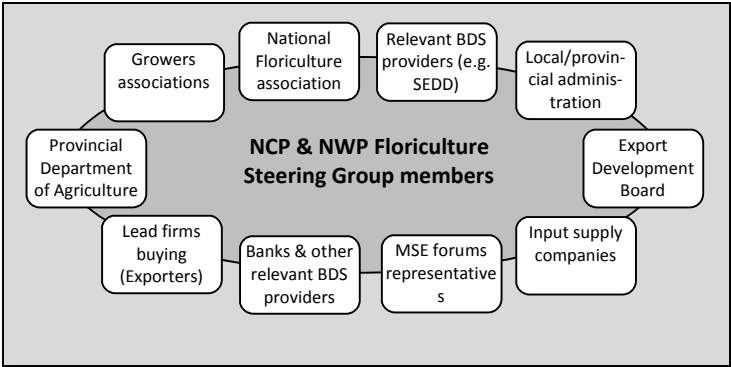 National
Floriculture
association
Relevant BDS
providers (e.g.
SEDD)
Growers
associations
Local/provin-
cial adminis-
tration
Provincial
Department
of Agriculture
NCP & NWP Floriculture
Steering Group members
Export
Development
Board
Lead firms
buying
(Exporters)
Banks & other
relevant BDS
providers
MSE forums
representative
s
Input supply
companies